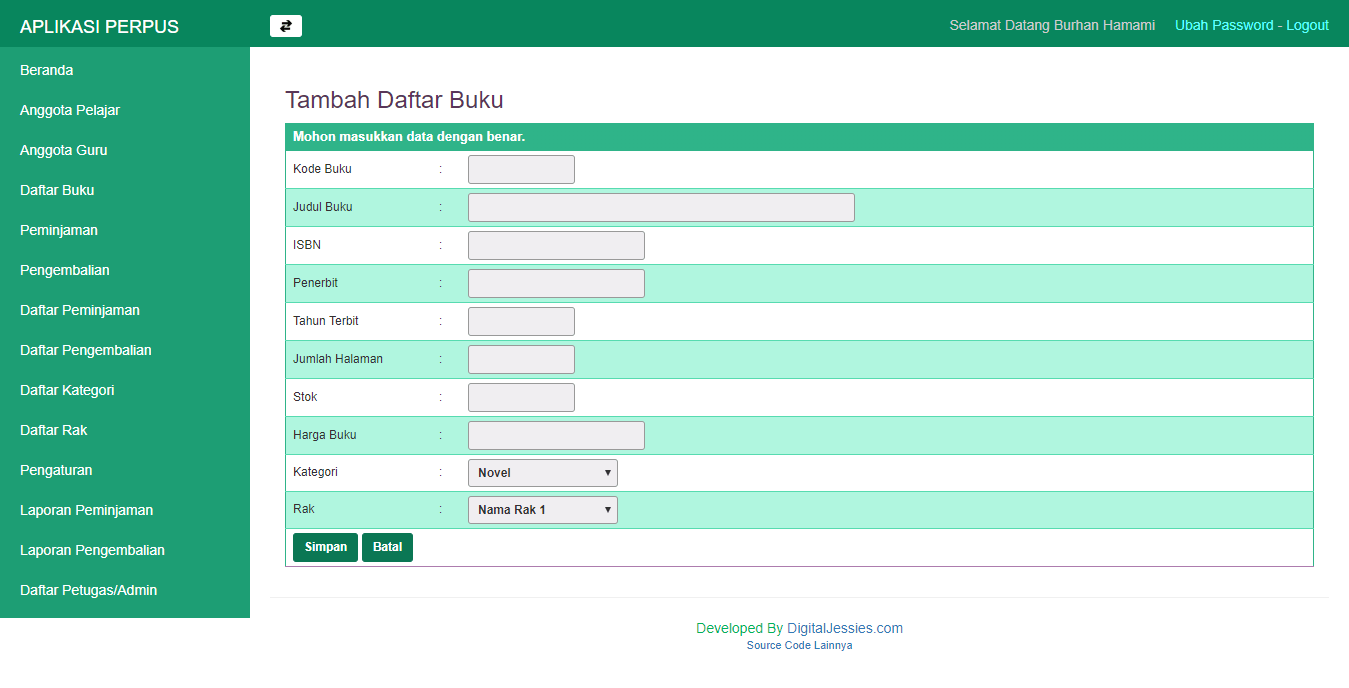 APLIKASI PERPUS
Selamat Datang Burhan Hamami Ubah Password - Logout
Beranda
Anggota Pelajar
Anggota Guru
Daftar Buku
Peminjaman
Pengembalian
Daftar Peminjaman
Daftar Pengembalian
Daftar Kategori
Daftar Rak
Pengaturan
Laporan Peminjaman
Laporan Pengembalian
Daftar Petugas/Admin
Tambah Daftar Buku
Mohon masukkan data dengan benar.
Kode Buku :
Judul Buku :
ISBN :
Penerbit :
Tahun Terbit :
Jumlah Halaman :
Stok :
Harga Buku :
Kategori : Novel
Rak : Nama Rak 1
Simpan Batal
Developed By DigitalJessies.com
Source Code Lainnya